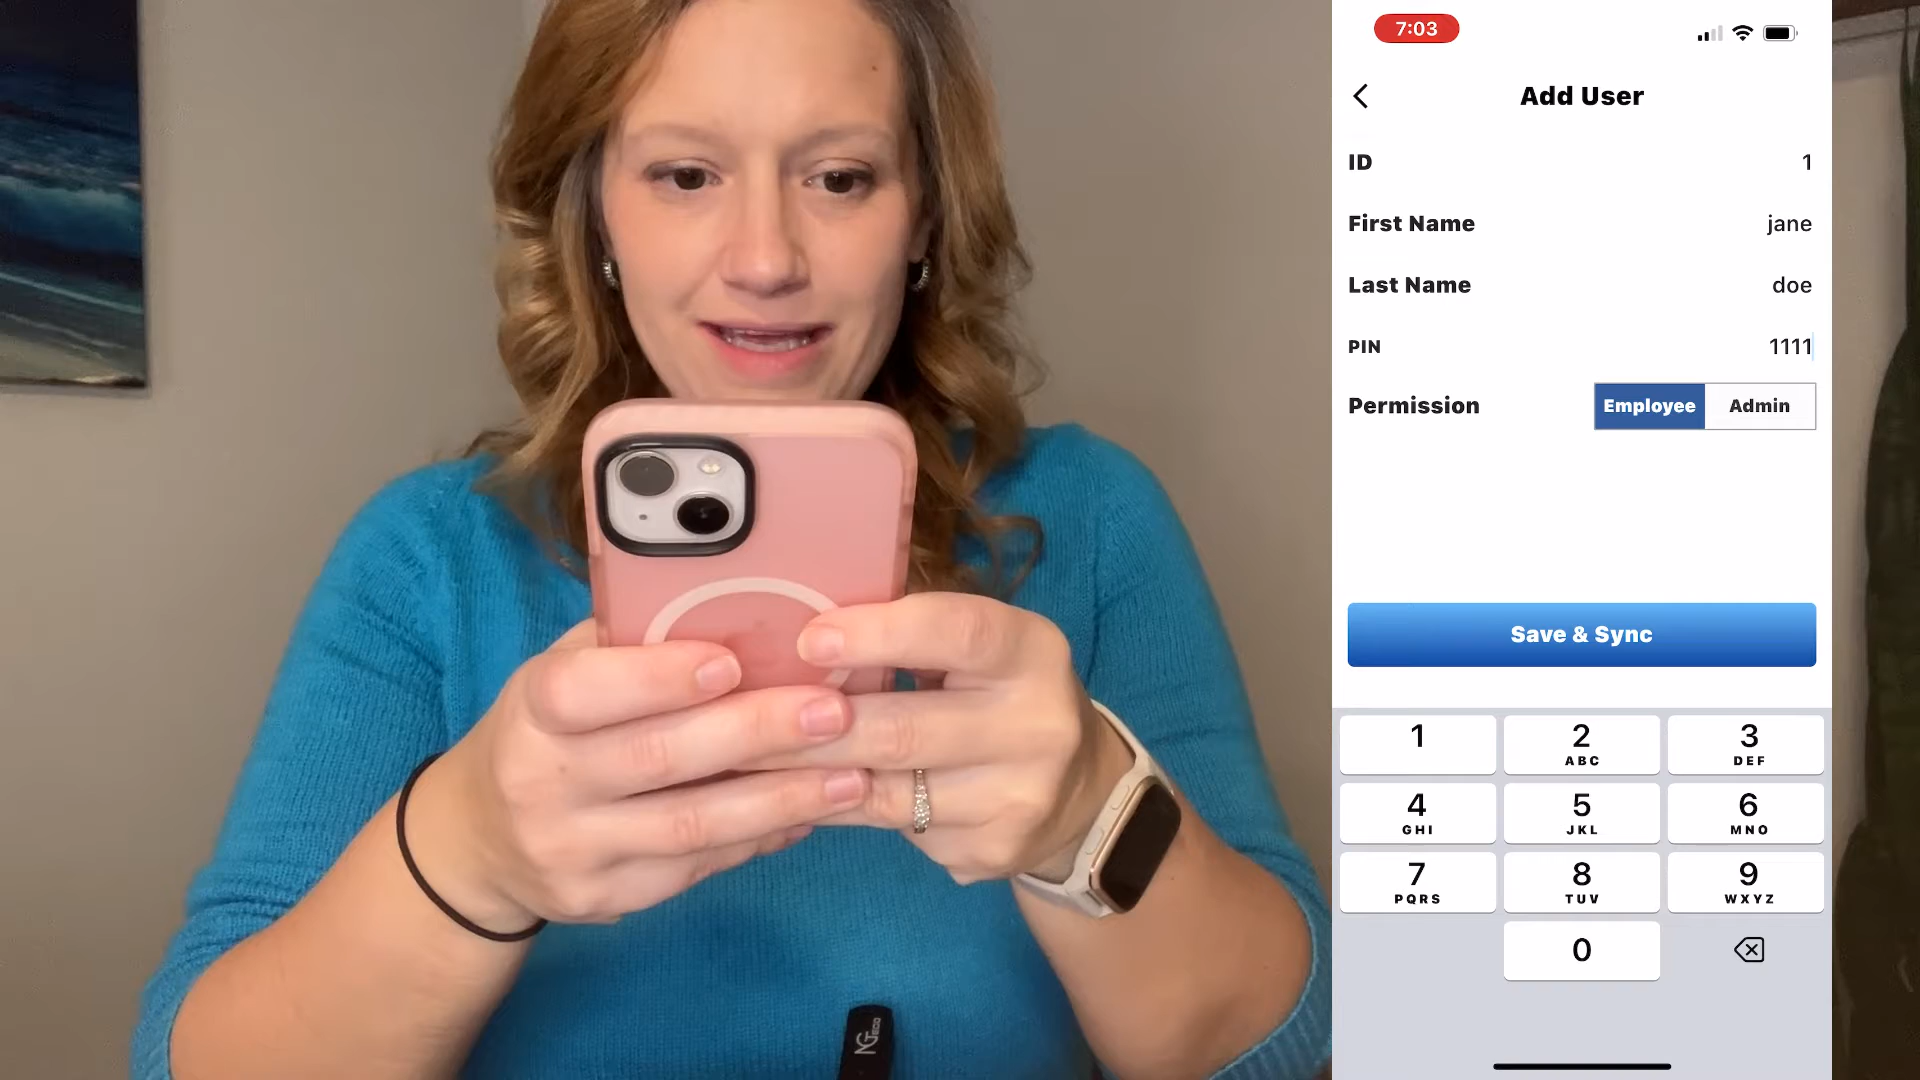 7:03
Add User
ID 1
First Name jane
Last Name doe
PIN 1111
Permission Employee Admin
Save & Sync
1 2 3
ABC DEF
4 5 6
GHI JKL MNO
7 8 9
PQRS TUV WXYZ
0
NGTeco